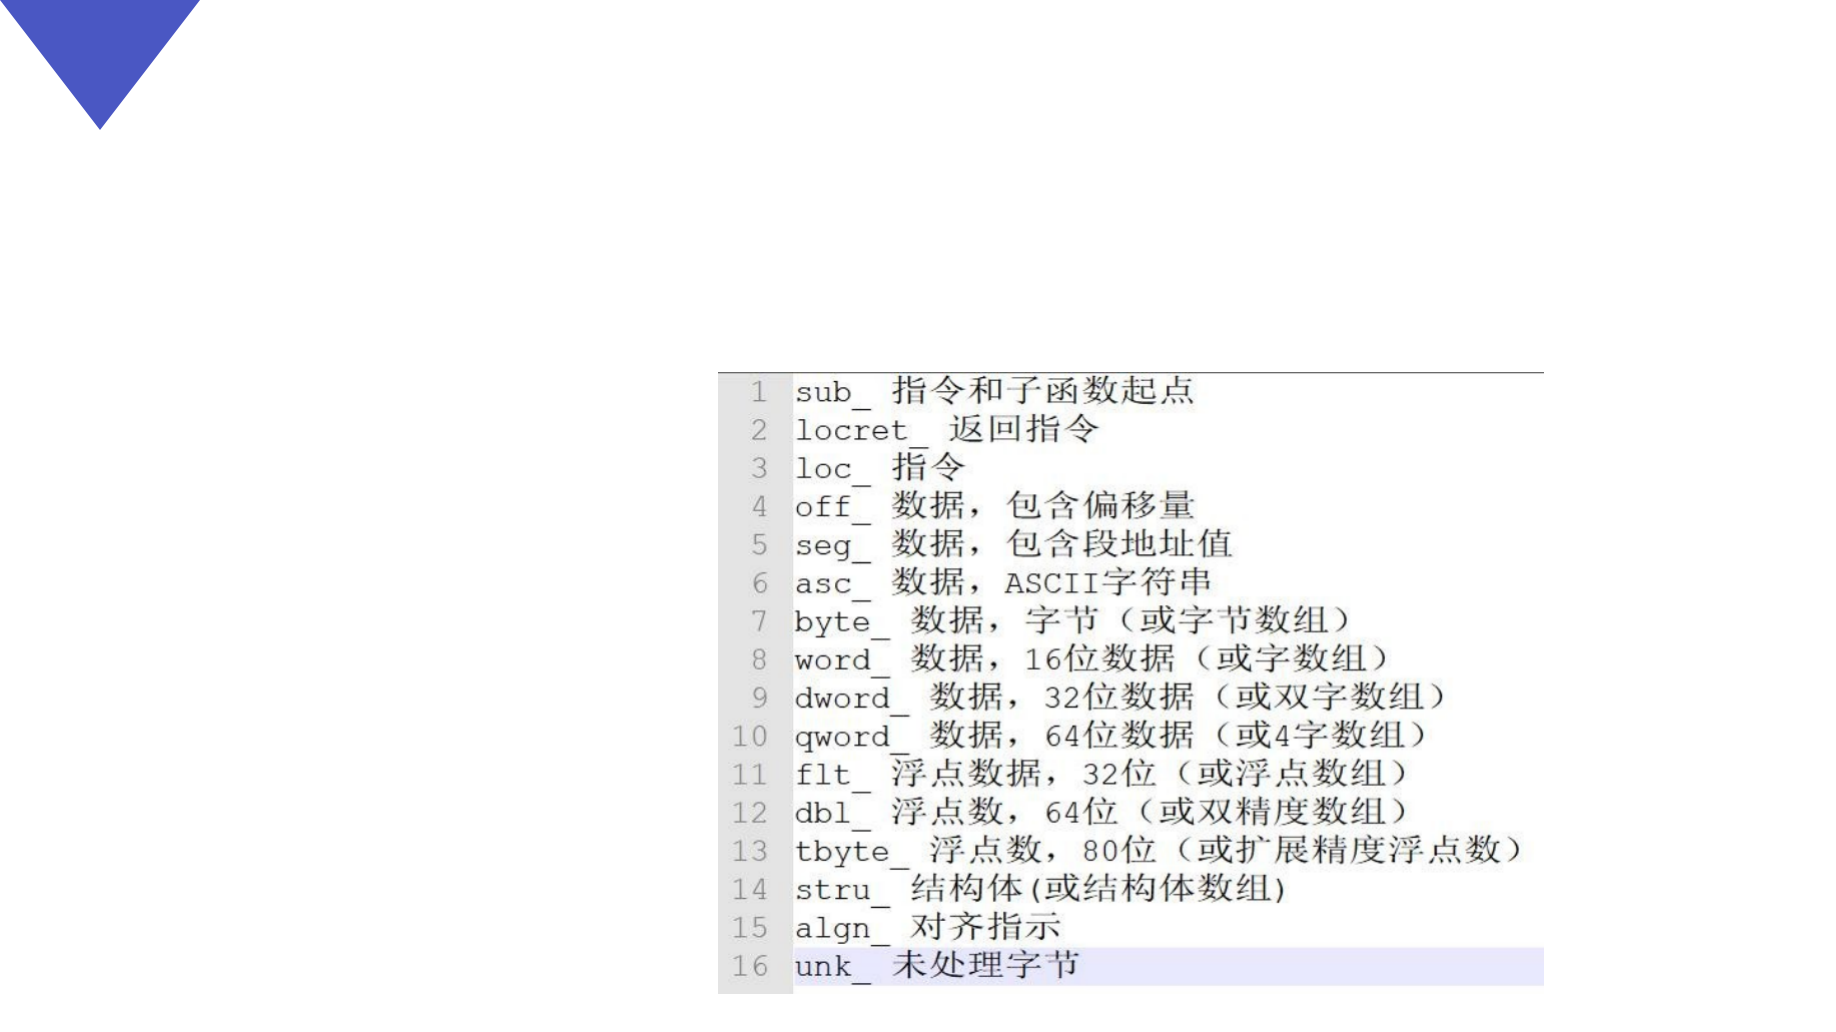 1 sub_ 指令和子函数起点
2 locret_ 返回指令
3 loc_ 指令
4 off_ 数据，包含偏移量
5 seg_ 数据，包含段地址值
6 asc_ 数据，ASCII字符串
7 byte_ 数据，字节（或字节数组）
8 word_ 数据，16位数据（或字数组）
9 dword_ 数据，32位数据（或双字数组）
10 qword_ 数据，64位数据（或4字数组）
11 flt_ 浮点数据，32位（或浮点数组）
12 dbl_ 浮点数，64位（或双精度数组）
13 tbyte_ 浮点数，80位（或扩展精度浮点数）
14 stru_ 结构体(或结构体数组)
15 algn_ 对齐指示
16 unk_ 未处理字节